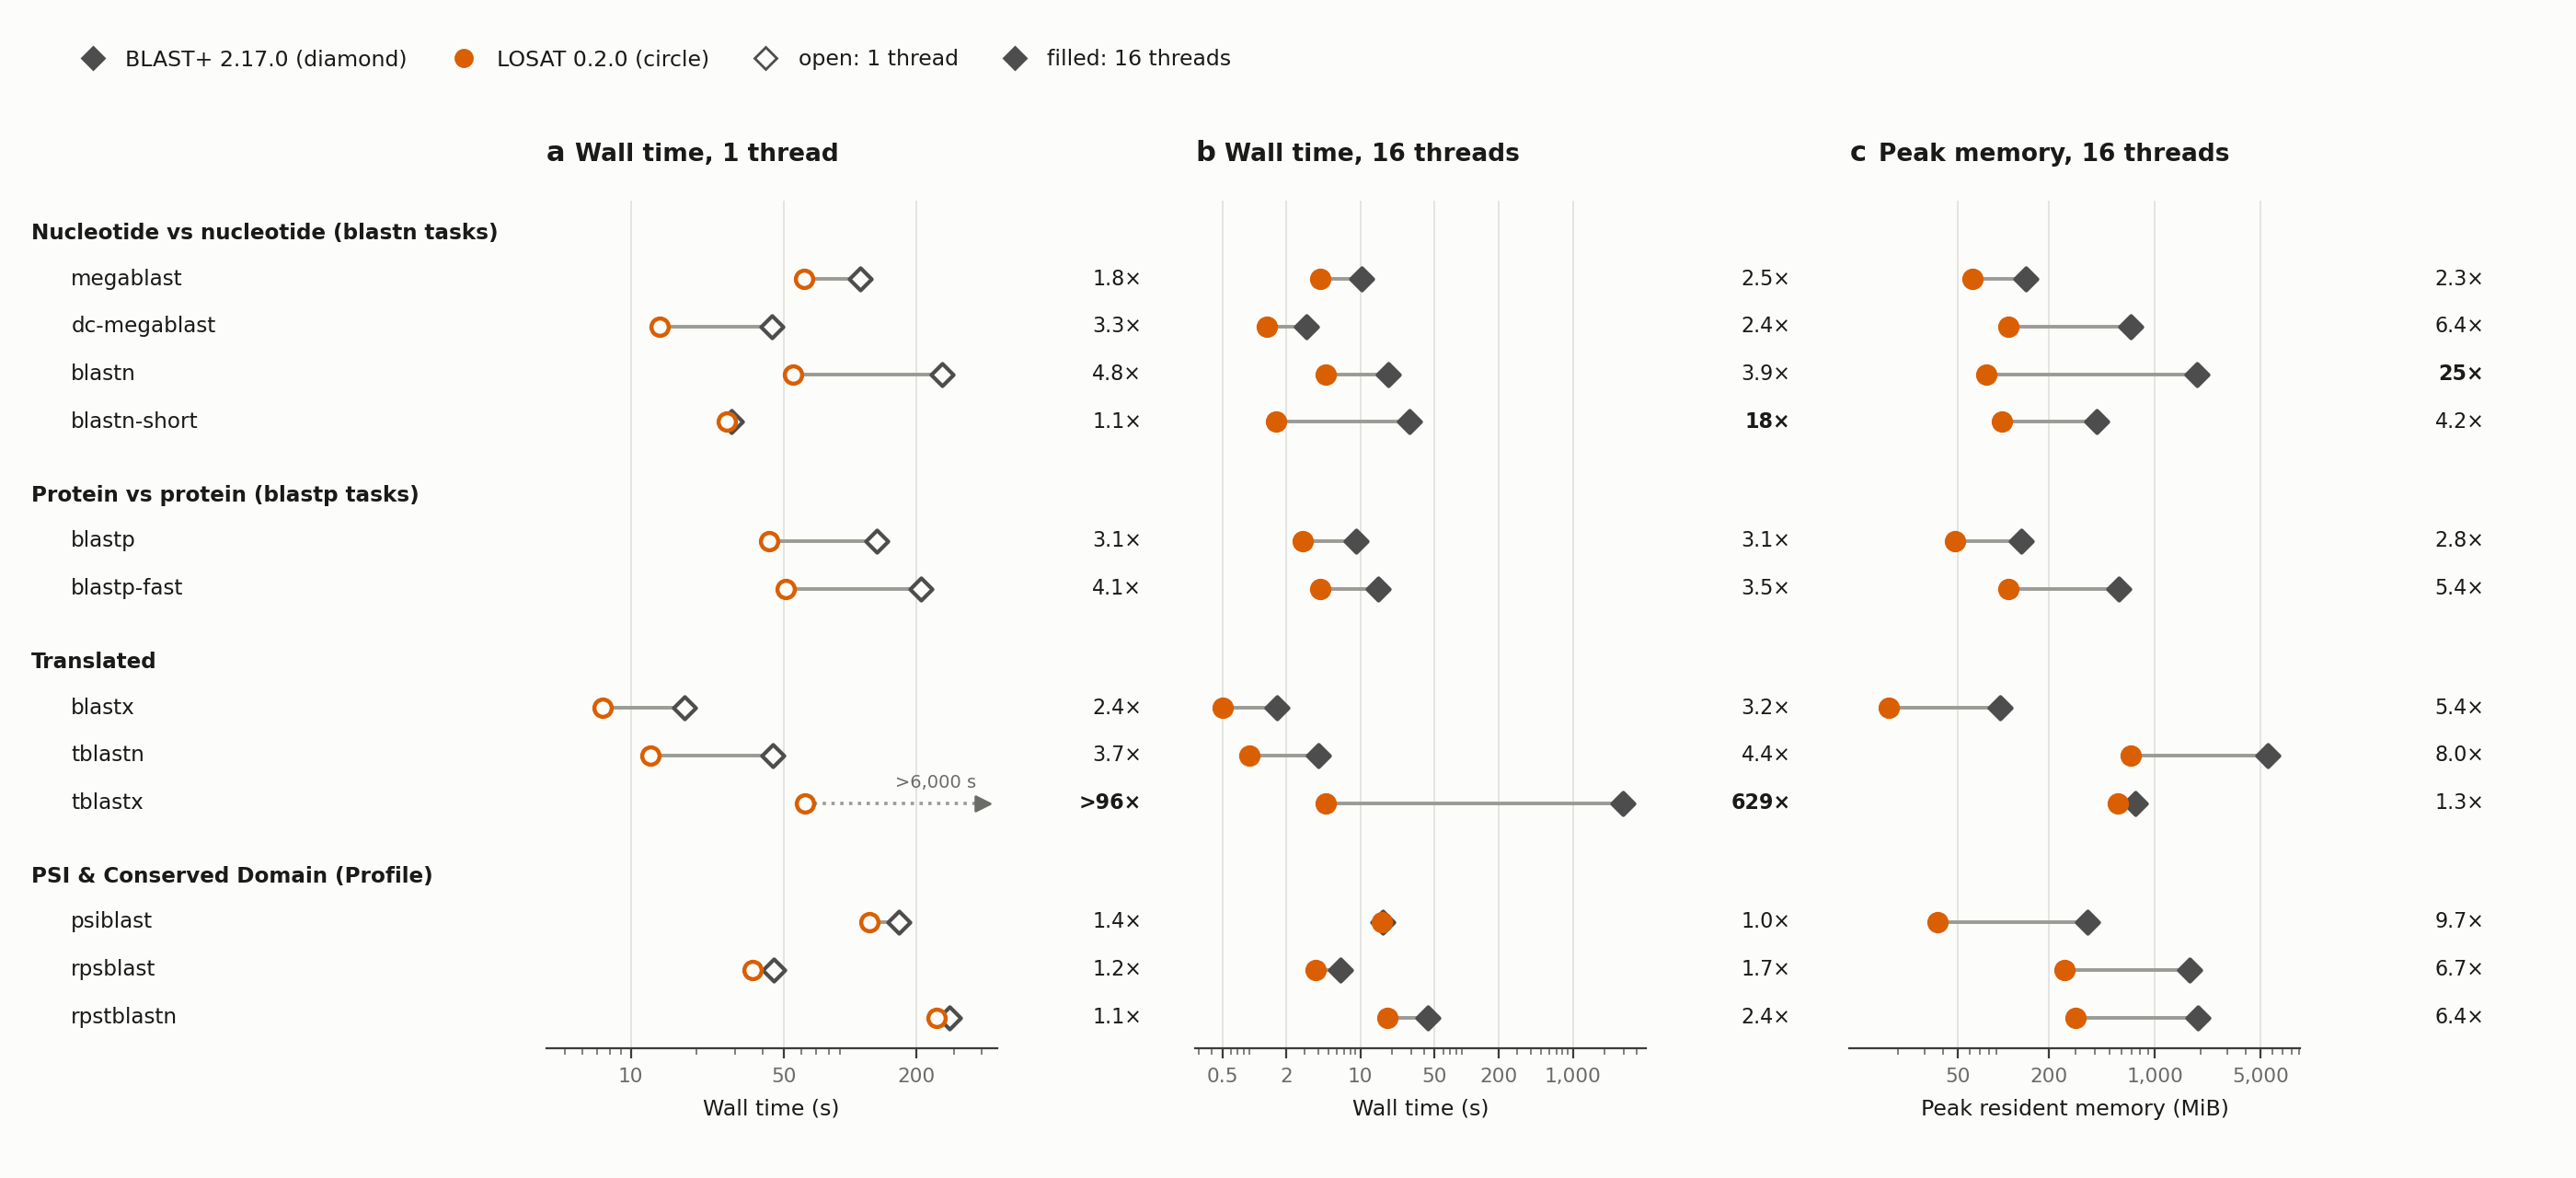 BLAST+ 2.17.0 (diamond) LOSAT 0.2.0 (circle) open: 1 thread filled: 16 threads
a Wall time, 1 thread b Wall time, 16 threads c Peak memory, 16 threads
Nucleotide vs nucleotide (blastn tasks)
megablast 1.8× 2.5× 2.3×
dc-megablast 3.3× 2.4× 6.4×
blastn 4.8× 3.9× 25×
blastn-short 1.1× 18× 4.2×
Protein vs protein (blastp tasks)
blastp 3.1× 3.1× 2.8×
blastp-fast 4.1× 3.5× 5.4×
Translated
blastx 2.4× 3.2× 5.4×
tblastn 3.7× 4.4× 8.0×
>6,000 s
tblastx >96× 629× 1.3×
PSI & Conserved Domain (Profile)
psiblast 1.4× 1.0× 9.7×
rpsblast 1.2× 1.7× 6.7×
rpstblastn 1.1× 2.4× 6.4×
10 50 200 0.5 2 10 50 200 1,000 50 200 1,000 5,000
Wall time (s) Wall time (s) Peak resident memory (MiB)